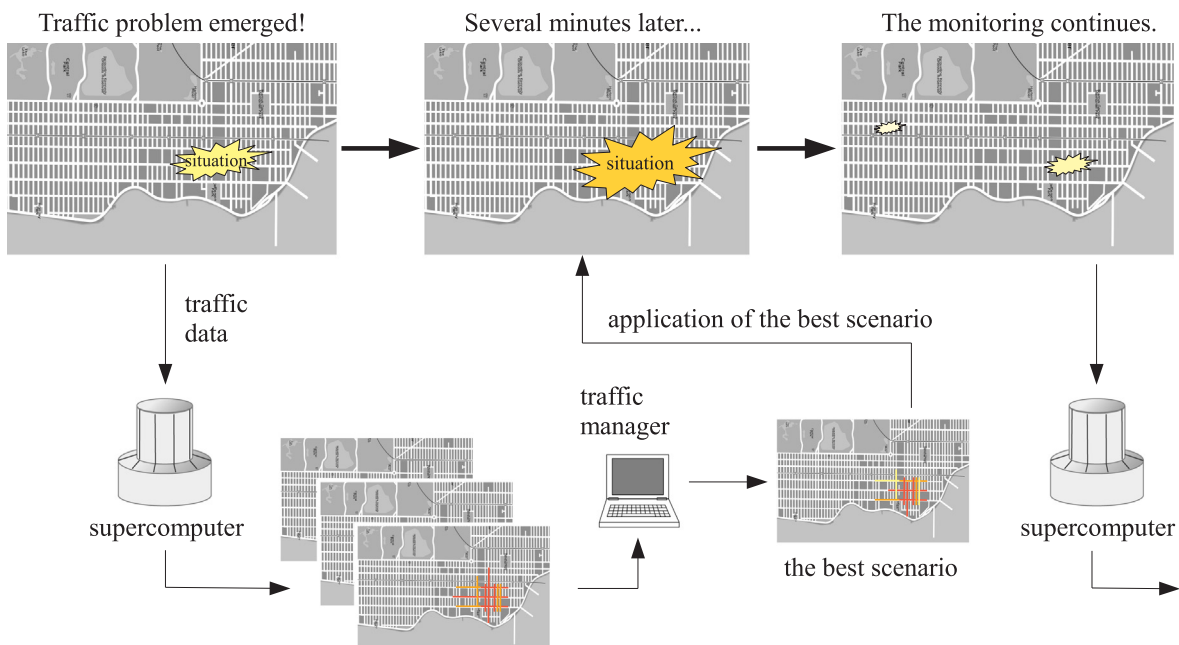 Traffic problem emerged!
Several minutes later...
The monitoring continues.
situation
situation
traffic
data
application of the best scenario
traffic
manager
supercomputer
the best scenario
supercomputer